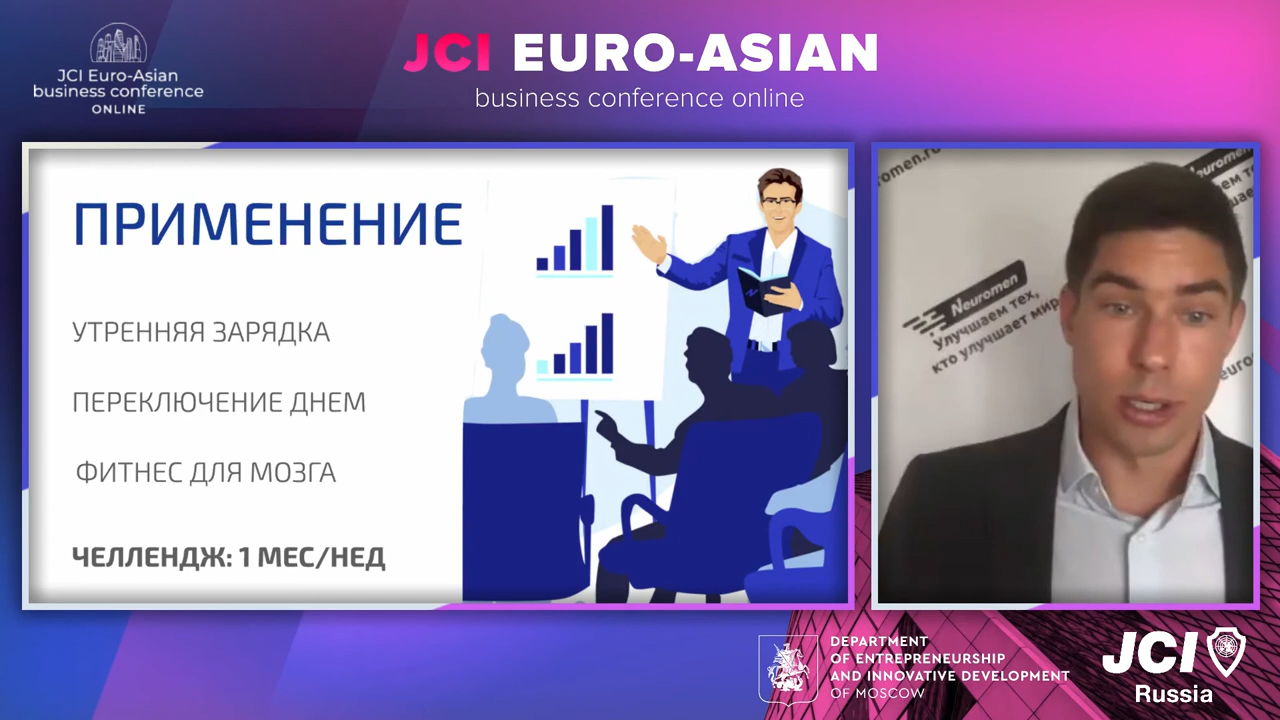 JCI Euro-Asian
business conference
ONLINE
JCI EURO-ASIAN
business conference online
ПРИМЕНЕНИЕ
УТРЕННЯЯ ЗАРЯДКА
ПЕРЕКЛЮЧЕНИЕ ДНЕМ
ФИТНЕС ДЛЯ МОЗГА
ЧЕЛЛЕНДЖ: 1 МЕС/НЕД
Neuromen
Улучшаем тех,
кто улучшает мир
DEPARTMENT
OF ENTREPRENEURSHIP
AND INNOVATIVE DEVELOPMENT
OF MOSCOW
JCI
Russia